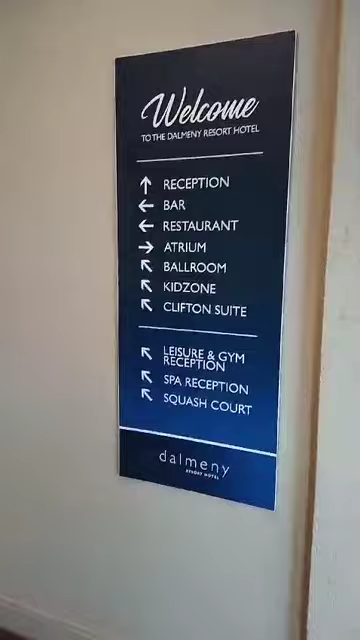 Welcome
TO THE DALMENY RESORT HOTEL
↑ RECEPTION
← BAR
← RESTAURANT
→ ATRIUM
↖ BALLROOM
↖ KIDZONE
↖ CLIFTON SUITE
↖ LEISURE & GYM
RECEPTION
↖ SPA RECEPTION
↖ SQUASH COURT
dalmeny
RESORT HOTEL